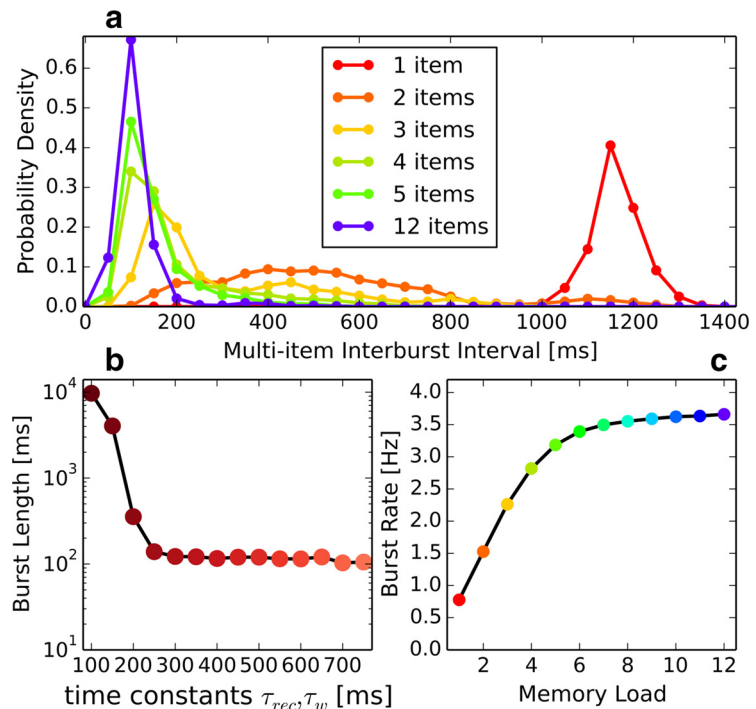 a
Probability Density
0.6
0.5
0.4
0.3
0.2
0.1
0.0
1 item
2 items
3 items
4 items
5 items
12 items
0 200 400 600 800 1000 1200 1400
Multi-item Interburst Interval [ms]
b
Burst Length [ms]
10^4
10^3
10^2
10^1
100 200 300 400 500 600 700
time constants τ_rec,τ_w [ms]
c
Burst Rate [Hz]
4.0
3.5
3.0
2.5
2.0
1.5
1.0
0.5
0.0
2 4 6 8 10 12
Memory Load